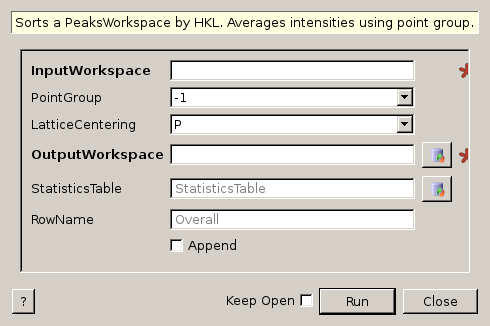 Sorts a PeaksWorkspace by HKL. Averages intensities using point group.
InputWorkspace
PointGroup -1
LatticeCentering P
OutputWorkspace
StatisticsTable StatisticsTable
RowName Overall
Append
? Keep Open Run Close